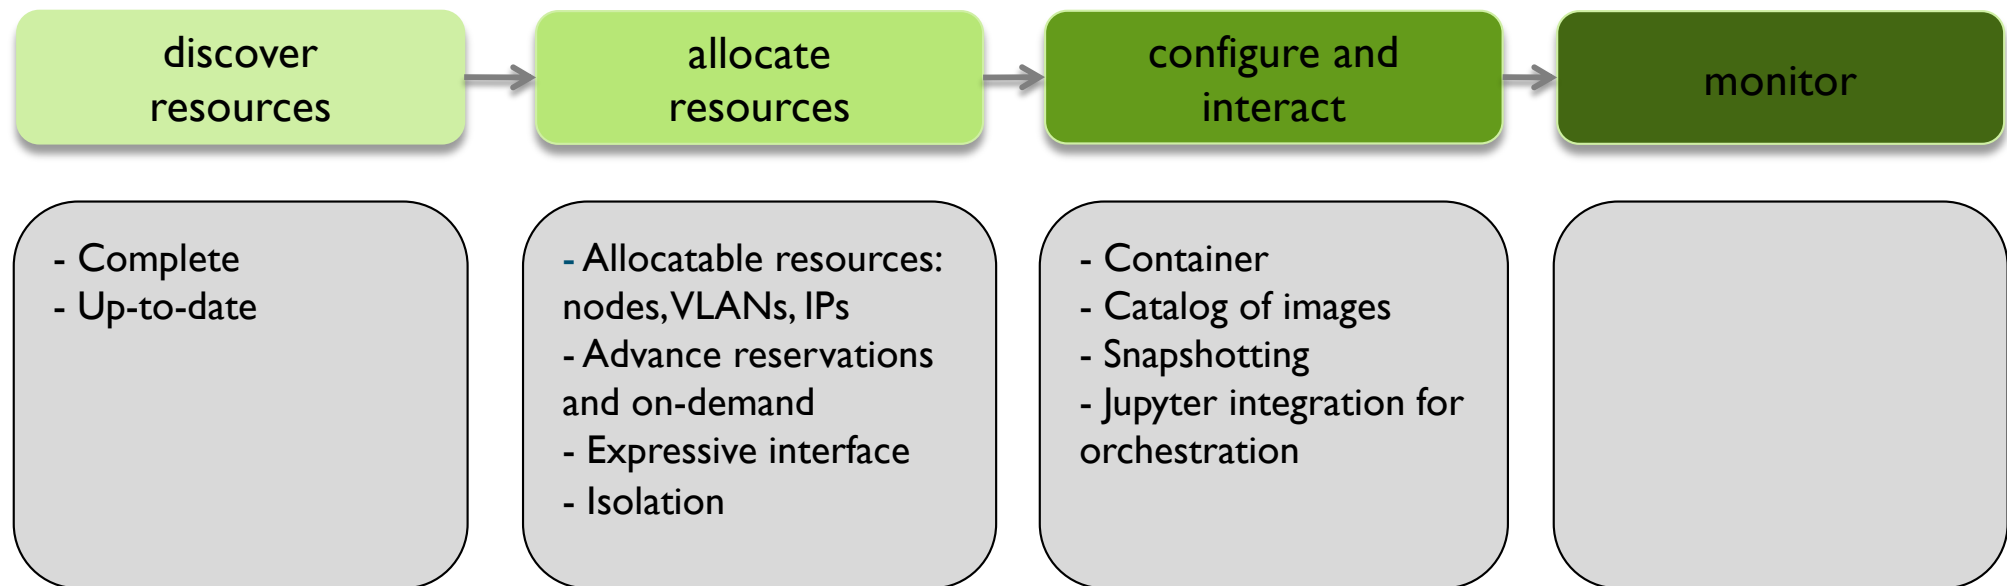 discover
resources
allocate
resources
configure and
interact
monitor
- Complete
- Up-to-date
- Allocatable resources:
nodes, VLANs, IPs
- Advance reservations
and on-demand
- Expressive interface
- Isolation
- Container
- Catalog of images
- Snapshotting
- Jupyter integration for
orchestration